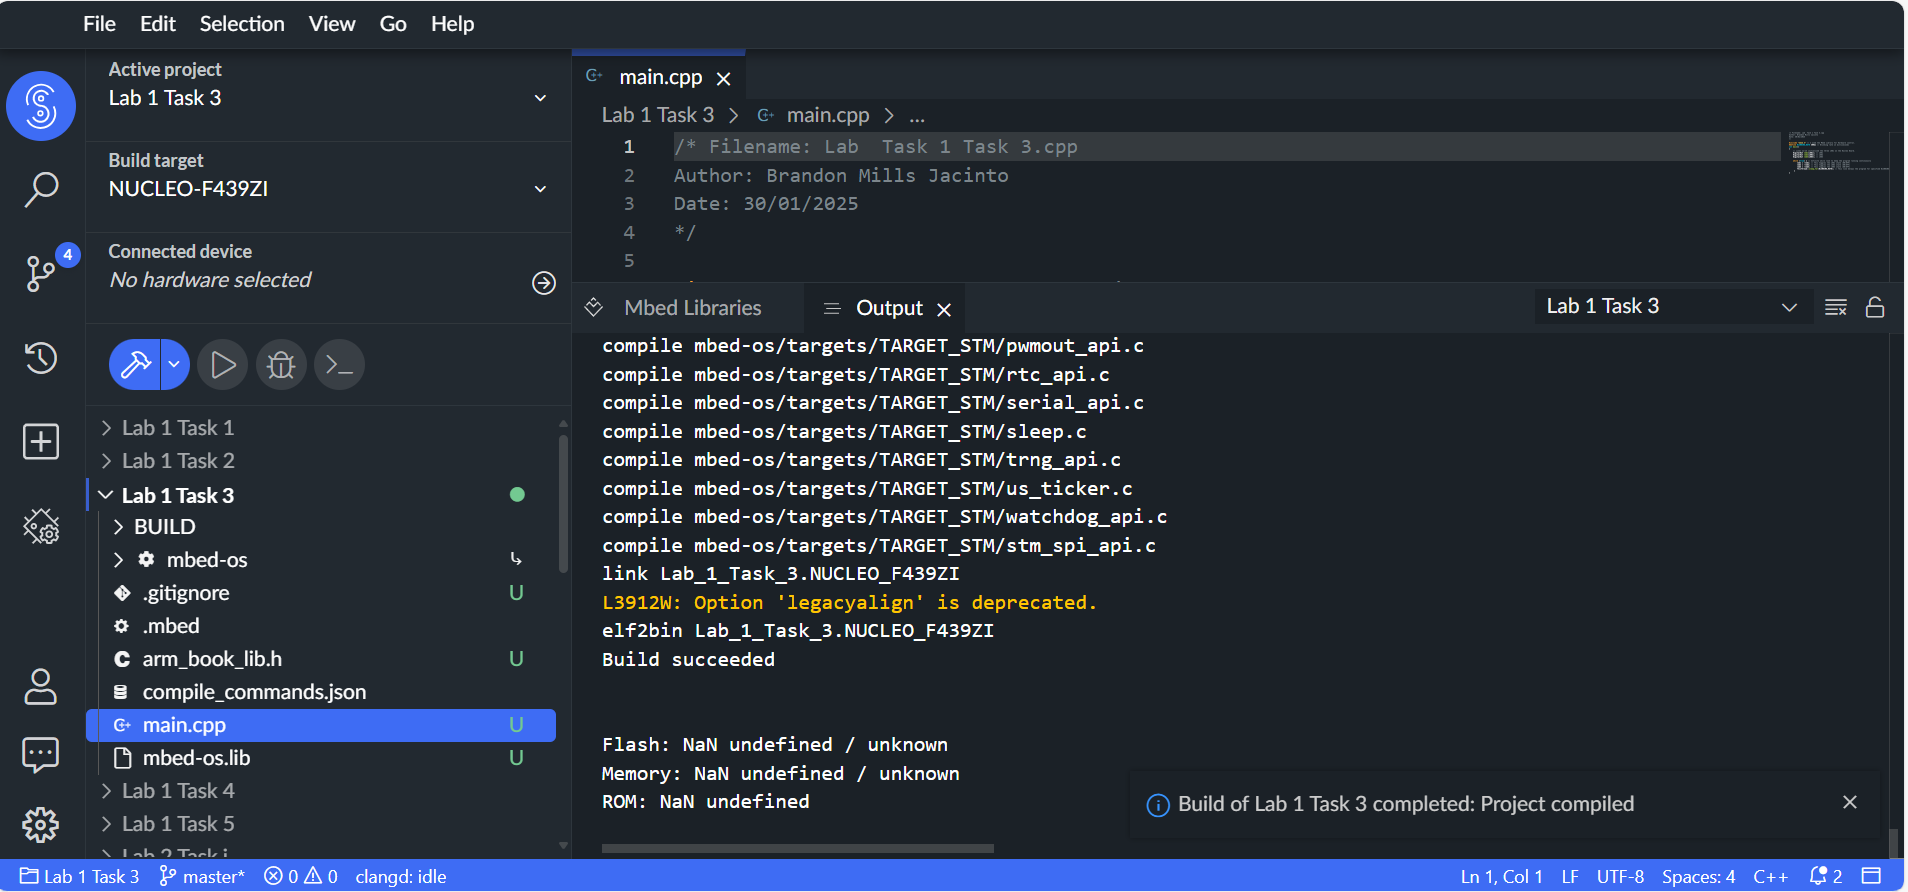 File Edit Selection View Go Help
Active project
Lab 1 Task 3
Build target
NUCLEO-F439ZI
Connected device
No hardware selected
4
Lab 1 Task 1
Lab 1 Task 2
Lab 1 Task 3
BUILD
mbed-os
.gitignore U
.mbed
arm_book_lib.h U
compile_commands.json
main.cpp U
mbed-os.lib U
Lab 1 Task 4
Lab 1 Task 5
main.cpp
Lab 1 Task 3 > main.cpp > ...
1 /* Filename: Lab  Task 1 Task 3.cpp
2 Author: Brandon Mills Jacinto
3 Date: 30/01/2025
4 */
5
Mbed Libraries Output Lab 1 Task 3
compile mbed-os/targets/TARGET_STM/pwmout_api.c
compile mbed-os/targets/TARGET_STM/rtc_api.c
compile mbed-os/targets/TARGET_STM/serial_api.c
compile mbed-os/targets/TARGET_STM/sleep.c
compile mbed-os/targets/TARGET_STM/trng_api.c
compile mbed-os/targets/TARGET_STM/us_ticker.c
compile mbed-os/targets/TARGET_STM/watchdog_api.c
compile mbed-os/targets/TARGET_STM/stm_spi_api.c
link Lab_1_Task_3.NUCLEO_F439ZI
L3912W: Option 'legacyalign' is deprecated.
elf2bin Lab_1_Task_3.NUCLEO_F439ZI
Build succeeded
Flash: NaN undefined / unknown
Memory: NaN undefined / unknown
ROM: NaN undefined
Build of Lab 1 Task 3 completed: Project compiled
Lab 1 Task 3 master* 0 0 clangd: idle Ln 1, Col 1 LF UTF-8 Spaces: 4 C++ 2